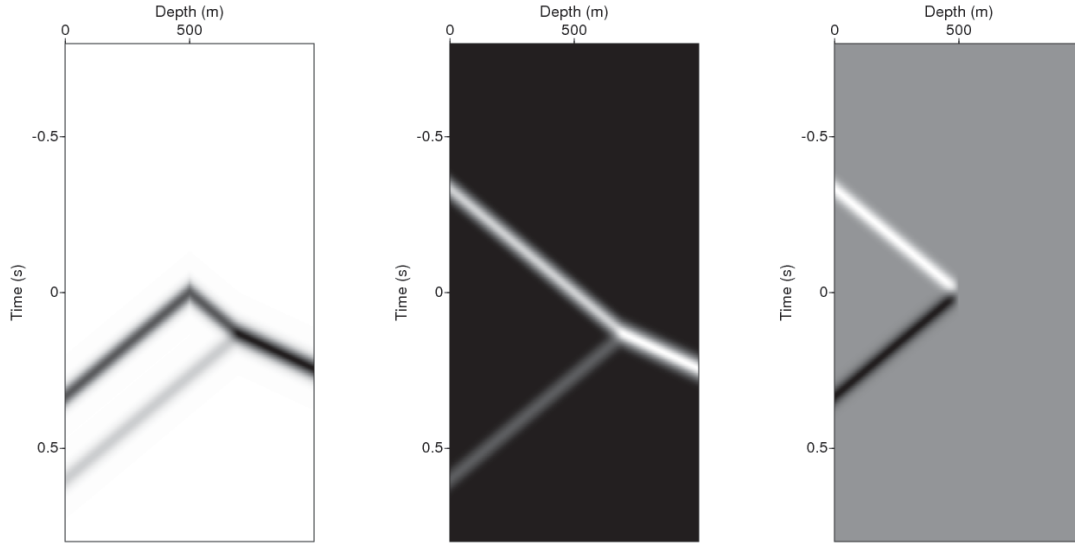 Depth (m) Depth (m) Depth (m)
0 500 0 500 0 500
-0.5 -0.5 -0.5
Time (s) Time (s) Time (s)
0 0 0
0.5 0.5 0.5